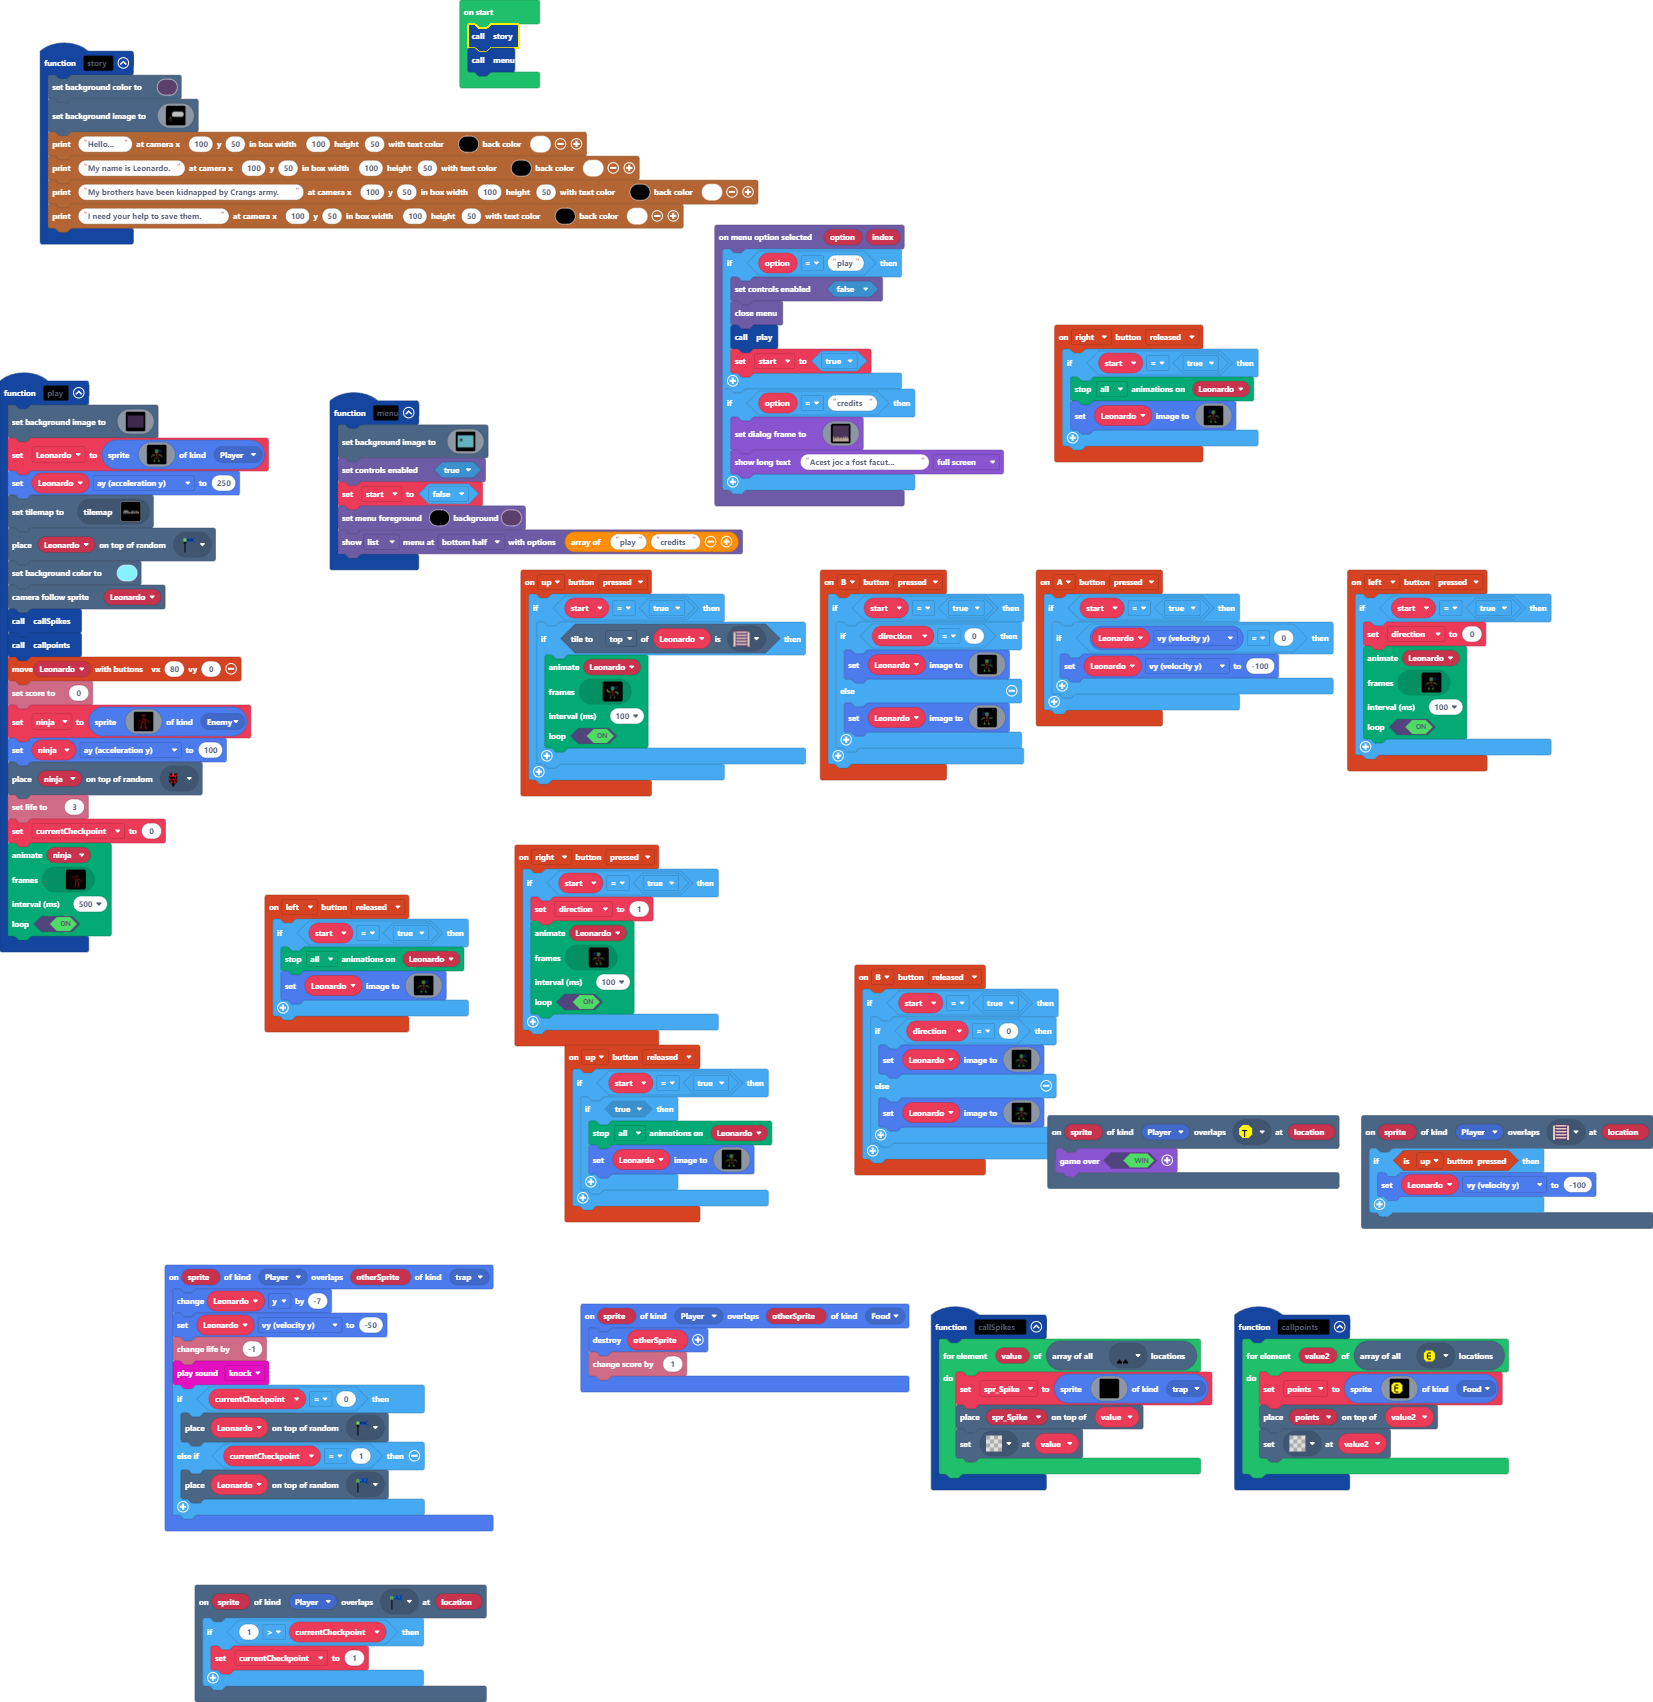 on start
call story
call menu
function story
set background color to
set background image to
print "Hello... " at camera x 100 y 50 in box width 100 height 50 with text color back color
print "My name is Leonardo. " at camera x 100 y 50 in box width 100 height 50 with text color back color
print "My brothers have been kidnapped by Crangs army. " at camera x 100 y 50 in box width 100 height 50 with text color back color
print "I need your help to save them. " at camera x 100 y 50 in box width 100 height 50 with text color back color
on menu option selected option index
if option = "play" then
set controls enabled false
close menu
call play
set start to true
if option = "credits" then
set dialog frame to
show long text "Acest joc a fost facut... " full screen
on right button released
if start = true then
stop all animations on Leonardo
set Leonardo image to
function play
set background image to
set Leonardo to sprite of kind Player
set Leonardo ay (acceleration y) to 250
set tilemap to tilemap
place Leonardo on top of random
set background color to
camera follow sprite Leonardo
call callSpikes
call callpoints
move Leonardo with buttons vx 80 vy 0
set score to 0
set ninja to sprite of kind Enemy
set ninja ay (acceleration y) to 100
place ninja on top of random
set life to 3
set currentCheckpoint to 0
animate ninja
frames
interval (ms) 500
loop ON
function menu
set background image to
set controls enabled true
set start to false
set menu foreground background
show list menu at bottom half with options array of "play" "credits"
on up button pressed
if start = true then
if tile to top of Leonardo is then
animate Leonardo
frames
interval (ms) 100
loop ON
on B button pressed
if start = true then
if direction = 0 then
set Leonardo image to
else
set Leonardo image to
on A button pressed
if start = true then
if Leonardo vy (velocity y) = 0 then
set Leonardo vy (velocity y) to -100
on left button pressed
if start = true then
set direction to 0
animate Leonardo
frames
interval (ms) 100
loop ON
on left button released
if start = true then
stop all animations on Leonardo
set Leonardo image to
on right button pressed
if start = true then
set direction to 1
animate Leonardo
frames
interval (ms) 100
loop ON
on up button released
if start = true then
if true then
stop all animations on Leonardo
set Leonardo image to
on B button released
if start = true then
if direction = 0 then
set Leonardo image to
else
set Leonardo image to
on sprite of kind Player overlaps T at location
game over WIN
on sprite of kind Player overlaps at location
if is up button pressed then
set Leonardo vy (velocity y) to -100
on sprite of kind Player overlaps otherSprite of kind trap
change Leonardo y by -7
set Leonardo vy (velocity y) to -50
change life by -1
play sound knock
if currentCheckpoint = 0 then
place Leonardo on top of random
else if currentCheckpoint = 1 then
place Leonardo on top of random
on sprite of kind Player overlaps otherSprite of kind Food
destroy otherSprite
change score by 1
function callSpikes
for element value of array of all locations
do
set spr_Spike to sprite of kind trap
place spr_Spike on top of value
set at value
function callpoints
for element value2 of array of all E locations
do
set points to sprite E of kind Food
place points on top of value2
set at value2
on sprite of kind Player overlaps at location
if 1 > currentCheckpoint then
set currentCheckpoint to 1